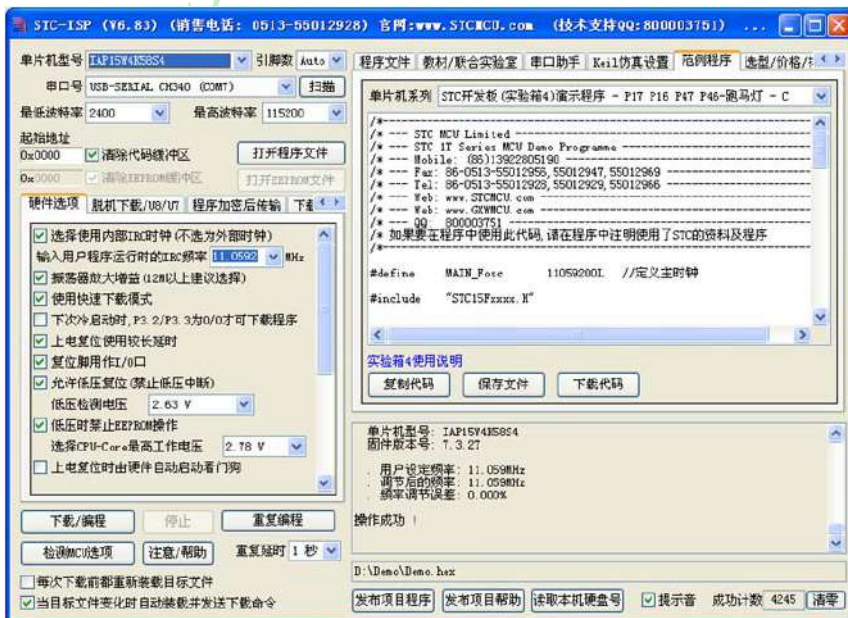 STC-ISP (V6.83) (销售电话: 0513-55012928) 官网:www.STCMCU.com (技术支持QQ:800003751) ...
单片机型号 IAP15W4K58S4 引脚数 Auto
串口号 USB-SERIAL CH340 (COM7) 扫描
最低波特率 2400 最高波特率 115200
起始地址
0x0000 清除代码缓冲区 打开程序文件
0x0000 清除EEPROM缓冲区 打开EEPROM文件
硬件选项 脱机下载/U8/U7 程序加密后传输 下载
选择使用内部IRC时钟(不选为外部时钟)
输入用户程序运行时的IRC频率 11.0592 MHz
振荡器放大增益(12M以上建议选择)
使用快速下载模式
下次冷启动时,P3.2/P3.3为0/0才可下载程序
上电复位使用较长延时
复位脚用作I/O口
允许低压复位(禁止低压中断)
低压检测电压 2.63 V
低压时禁止EEPROM操作
选择CPU-Core最高工作电压 2.78 V
上电复位时由硬件自动启动看门狗
下载/编程 停止 重复编程
检测MCU选项 注意/帮助 重复延时 1 秒
每次下载前都重新装载目标文件
当目标文件变化时自动装载并发送下载命令
程序文件 教材/联合实验室 串口助手 Keil仿真设置 范例程序 选型/价格/
单片机系列 STC开发板(实验箱4)演示程序 - P17 P16 P47 P46-跑马灯 - C
/*---
/* --- STC MCU Limited ---
/* --- STC 1T Series MCU Demo Programme ---
/* --- Mobile: (86)13922805190 ---
/* --- Fax: 86-0513-55012956,55012947,55012969 ---
/* --- Tel: 86-0513-55012928,55012929,55012966 ---
/* --- Web: www.STCMCU.com ---
/* --- Web: www.GXWMCU.com ---
/* --- QQ: 800003751 ---
/* 如果要在程序中使用此代码,请在程序中注明使用了STC的资料及程序
/*---
#define MAIN_Fosc 11059200L //定义主时钟
#include "STC15Fxxxx.H"
实验箱4使用说明
复制代码 保存文件 下载代码
单片机型号: IAP15W4K58S4
固件版本号: 7.3.27
. 用户设定频率: 11.059MHz
. 调节后的频率: 11.059MHz
. 频率调节误差: 0.000%
操作成功 !
D:\Demo\Demo.hex
发布项目程序 发布项目帮助 读取本机硬盘号 提示音 成功计数 4245 清零